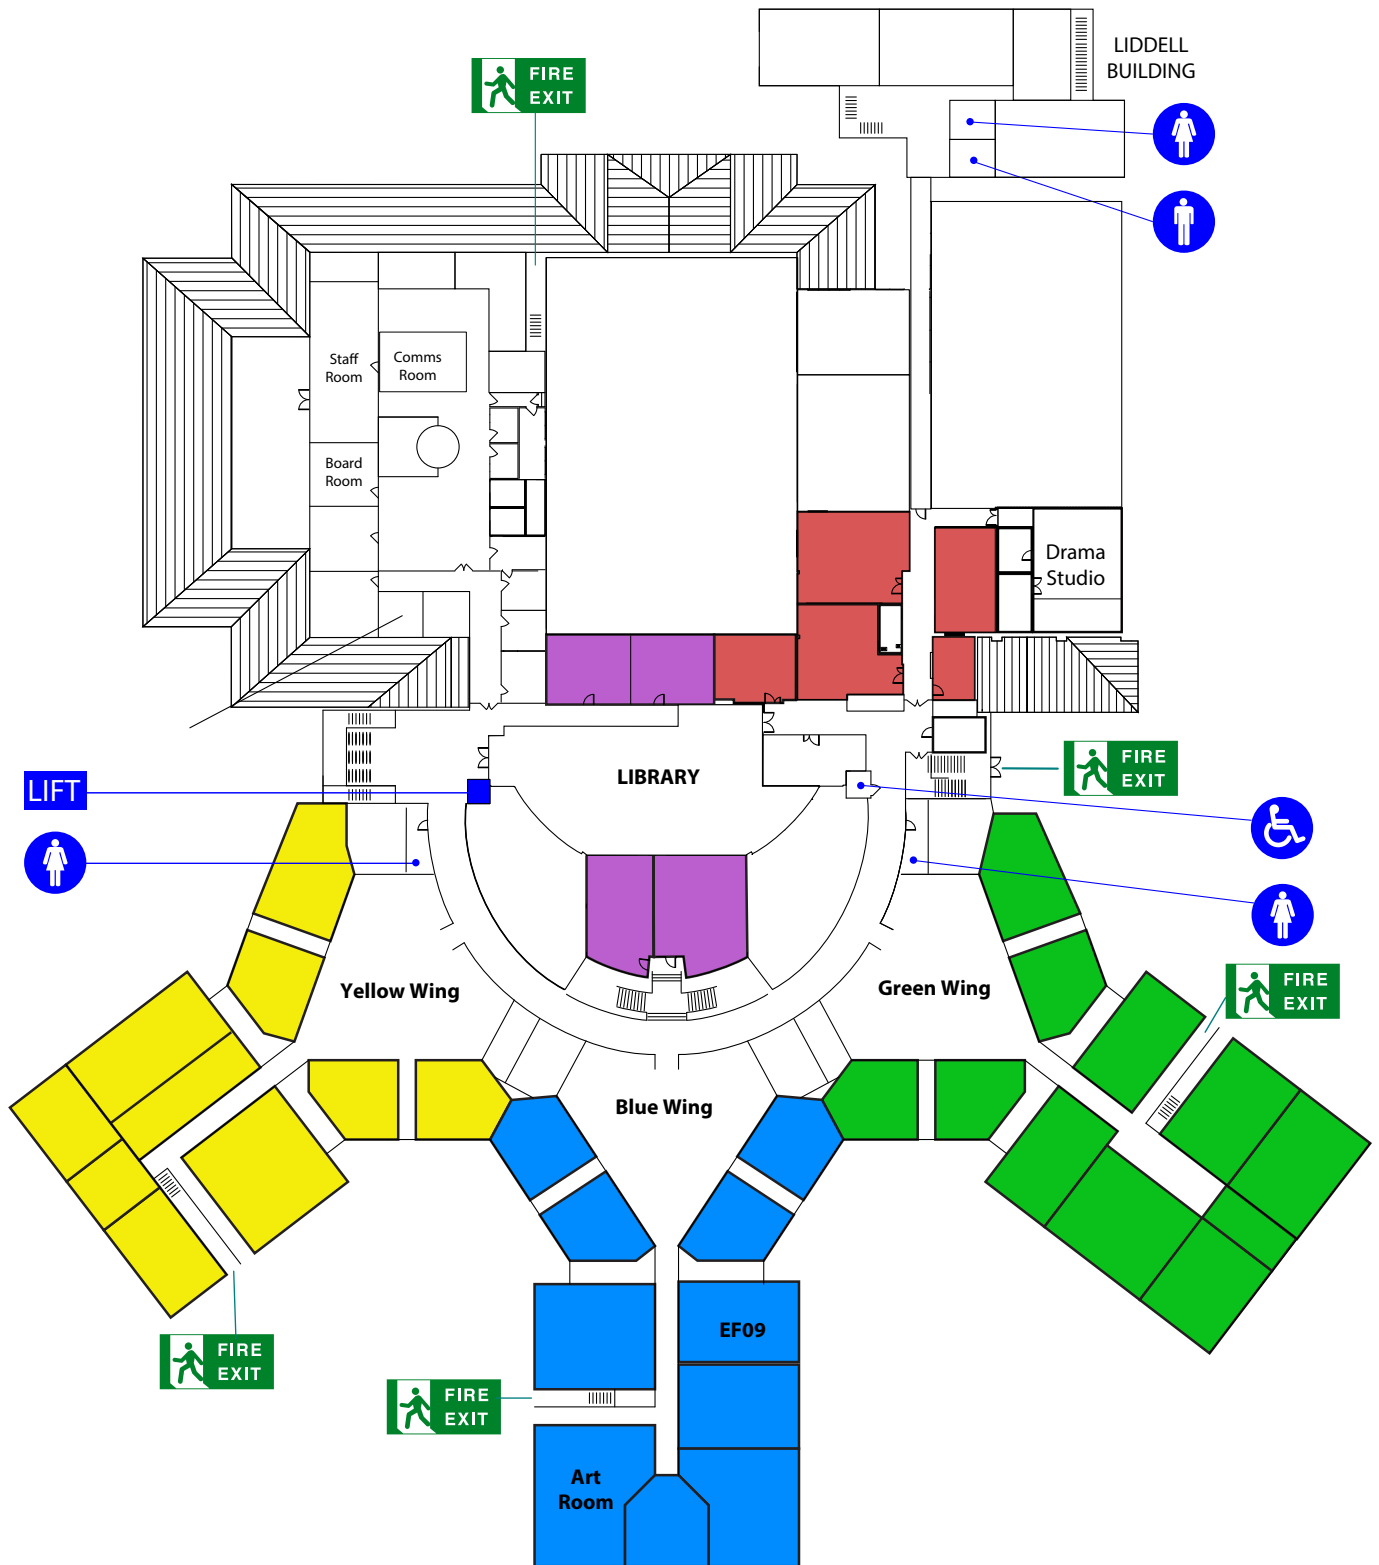 LIDDELL
BUILDING
FIRE
EXIT
Staff
Room
Comms
Room
Board
Room
Drama
Studio
LIFT
LIBRARY
FIRE
EXIT
Yellow Wing
Green Wing
FIRE
EXIT
Blue Wing
EF09
FIRE
EXIT
FIRE
EXIT
Art
Room